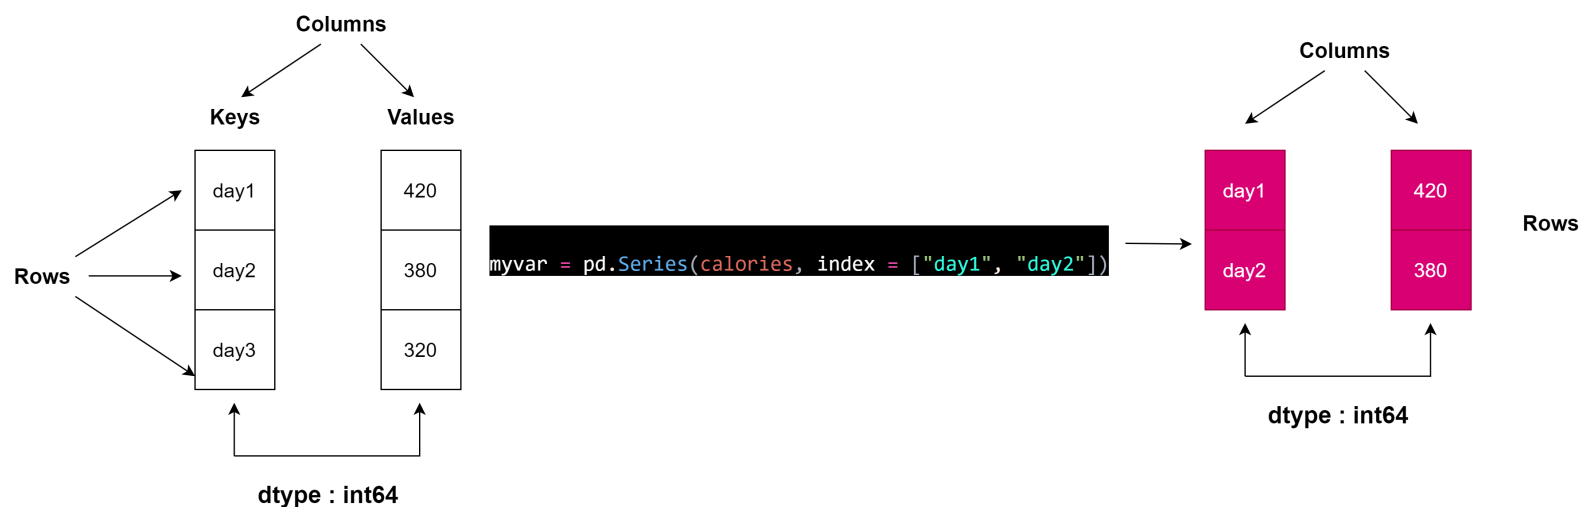 Columns
Keys
Values
Rows
day1
420
day2
380
day3
320
dtype : int64
myvar = pd.Series(calories, index = ["day1", "day2"])
Columns
day1
420
day2
380
Rows
dtype : int64